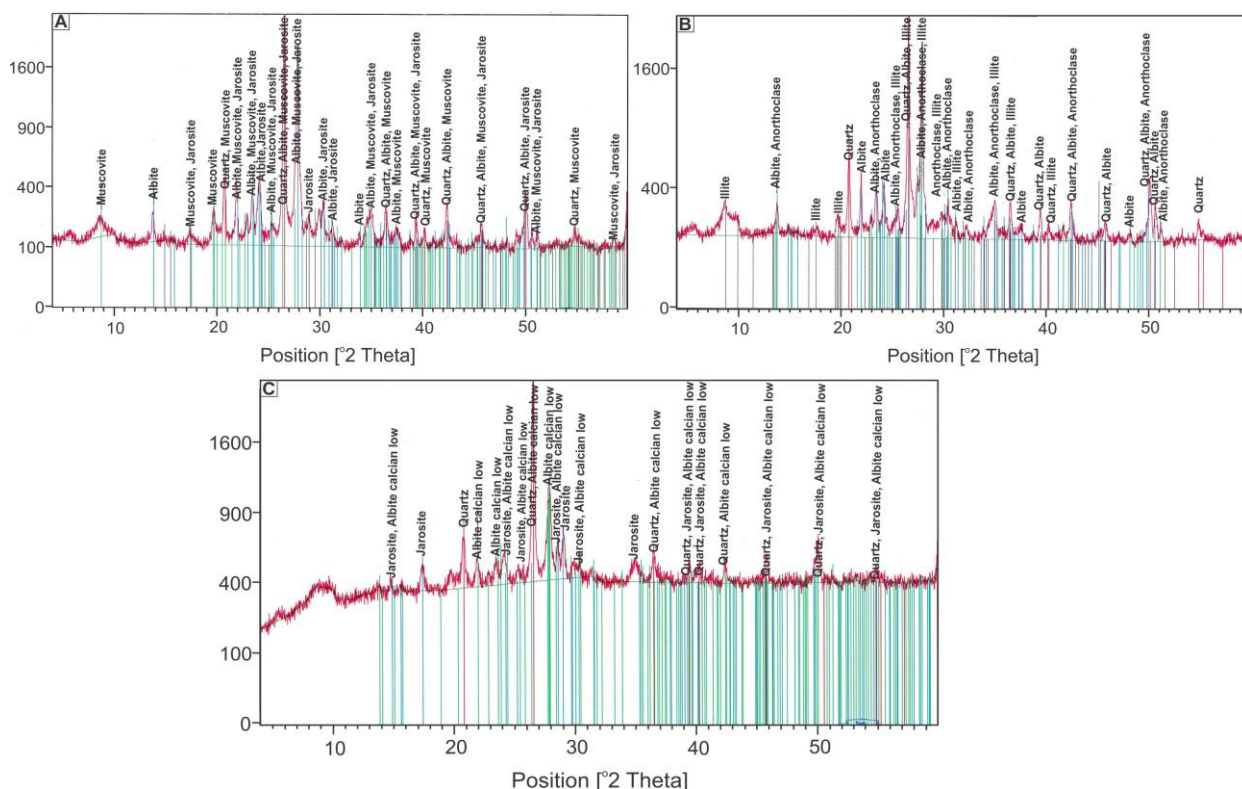 A
1600
900
400
100
0
Muscovite
Albite
Muscovite, Jarosite
Muscovite
Quartz, Muscovite
Albite, Muscovite, Jarosite
Albite, Muscovite, Jarosite
Albite, Jarosite
Albite, Muscovite, Jarosite
Quartz, Albite, Muscovite, Jarosite
Albite, Muscovite, Jarosite
Jarosite
Albite, Jarosite
Albite, Jarosite
Albite
Albite, Muscovite, Jarosite
Quartz, Albite, Muscovite
Albite, Muscovite
Quartz, Albite, Muscovite, Jarosite
Quartz, Muscovite
Quartz, Albite, Muscovite
Quartz, Albite, Muscovite, Jarosite
Quartz, Albite, Jarosite
Albite, Muscovite, Jarosite
Quartz, Muscovite
Muscovite, Jarosite
10 20 30 40 50
Position [°2 Theta]
B
1600
400
0
Illite
Albite, Anorthoclase
Illite
Illite
Quartz
Albite
Albite, Anorthoclase
Albite
Albite, Anorthoclase, Illite
Quartz, Albite, Illite
Albite, Anorthoclase, Illite
Anorthoclase, Illite
Albite, Anorthoclase
Albite, Illite
Albite, Anorthoclase
Albite, Anorthoclase, Illite
Quartz, Albite, Illite
Albite
Quartz, Albite
Quartz, Illite
Quartz, Albite, Anorthoclase
Quartz, Albite
Albite
Quartz, Albite, Anorthoclase
Quartz, Albite
Albite, Anorthoclase
Quartz
10 20 30 40 50
Position [°2 Theta]
C
1600
900
400
100
0
Jarosite, Albite calcian low
Jarosite
Quartz
Albite calcian low
Albite calcian low
Jarosite, Albite calcian low
Jarosite, Albite calcian low
Quartz, Albite calcian low
Albite calcian low
Jarosite, Albite calcian low
Jarosite
Jarosite, Albite calcian low
Jarosite
Quartz, Albite calcian low
Quartz, Jarosite, Albite calcian low
Quartz, Jarosite, Albite calcian low
Quartz, Albite calcian low
Quartz, Jarosite, Albite calcian low
Quartz, Jarosite, Albite calcian low
Quartz, Jarosite, Albite calcian low
10 20 30 40 50
Position [°2 Theta]